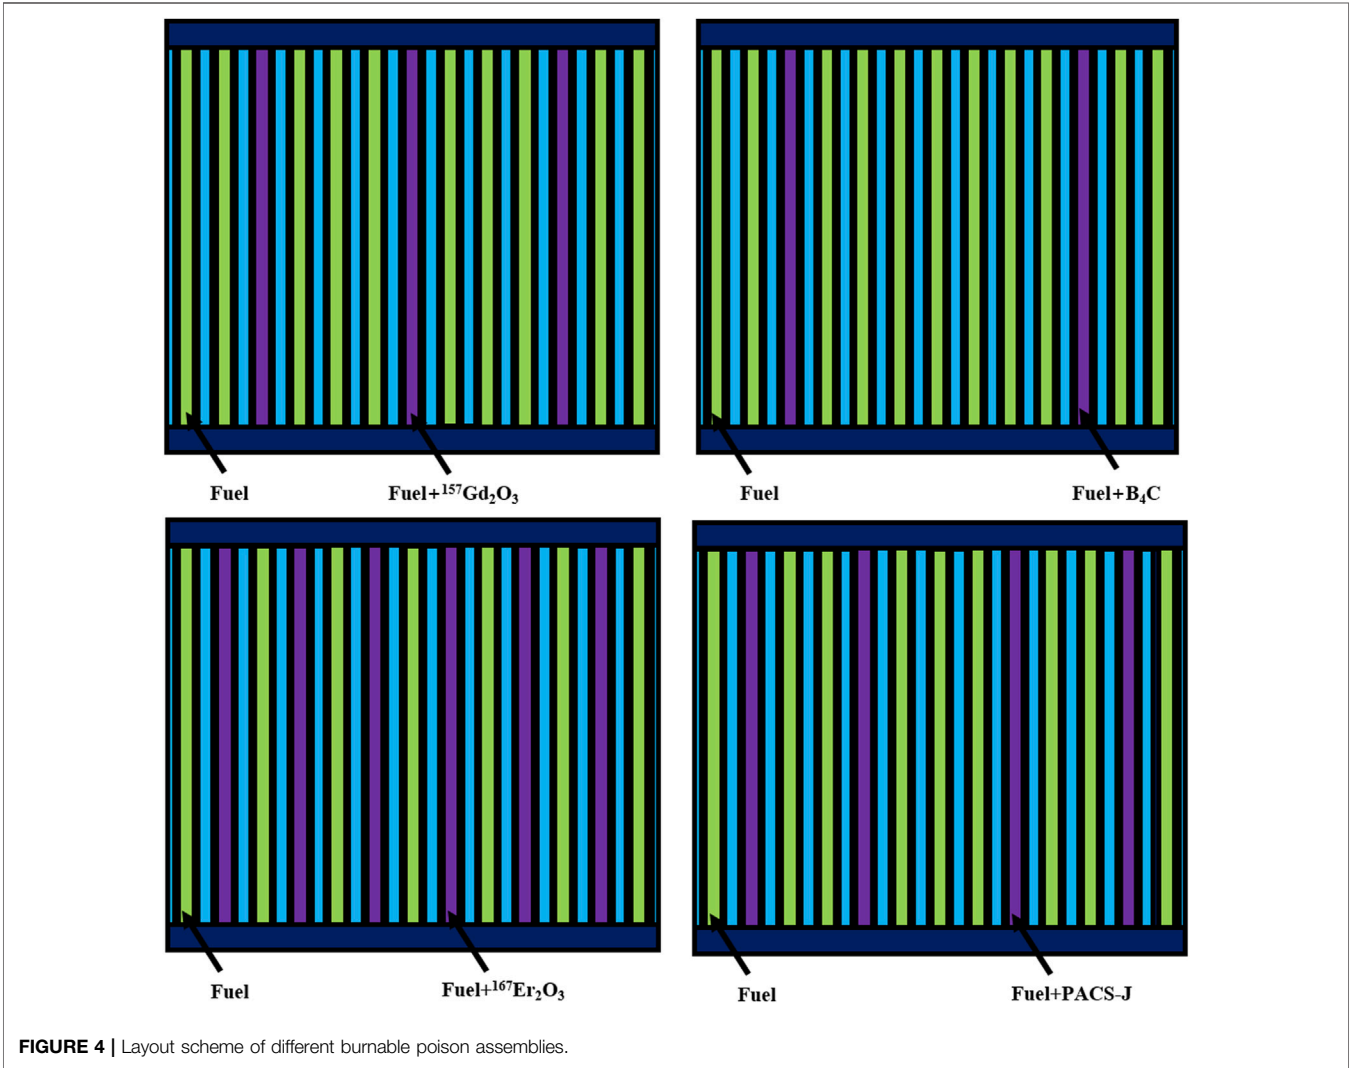 Fuel
Fuel+¹⁵⁷Gd₂O₃
Fuel
Fuel+B₄C
Fuel
Fuel+¹⁶⁷Er₂O₃
Fuel
Fuel+PACS-J
FIGURE 4 | Layout scheme of different burnable poison assemblies.